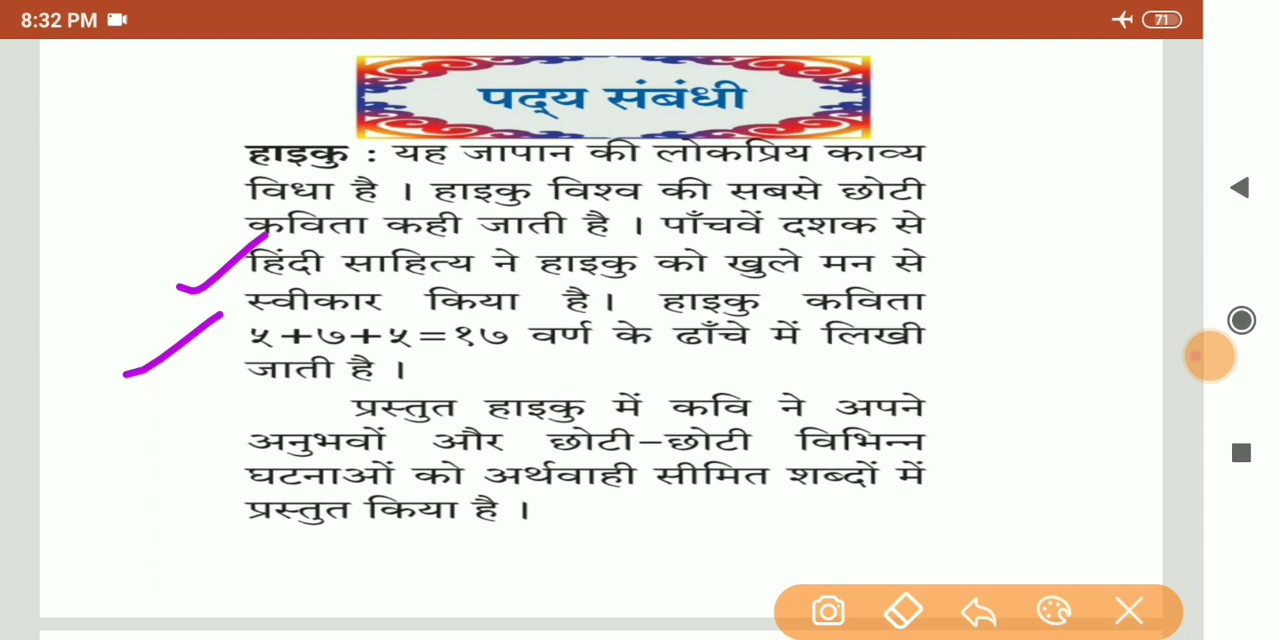 8:32 PM
71
पद्य संबंधी
हाइकु : यह जापान की लोकप्रिय काव्य
विधा है । हाइकु विश्व की सबसे छोटी
कविता कही जाती है । पाँचवें दशक से
हिंदी साहित्य ने हाइकु को खुले मन से
स्वीकार किया है। हाइकु कविता
५+७+५=१७ वर्ण के ढाँचे में लिखी
जाती है ।
प्रस्तुत हाइकु में कवि ने अपने
अनुभवों और छोटी–छोटी विभिन्न
घटनाओं को अर्थवाही सीमित शब्दों में
प्रस्तुत किया है ।